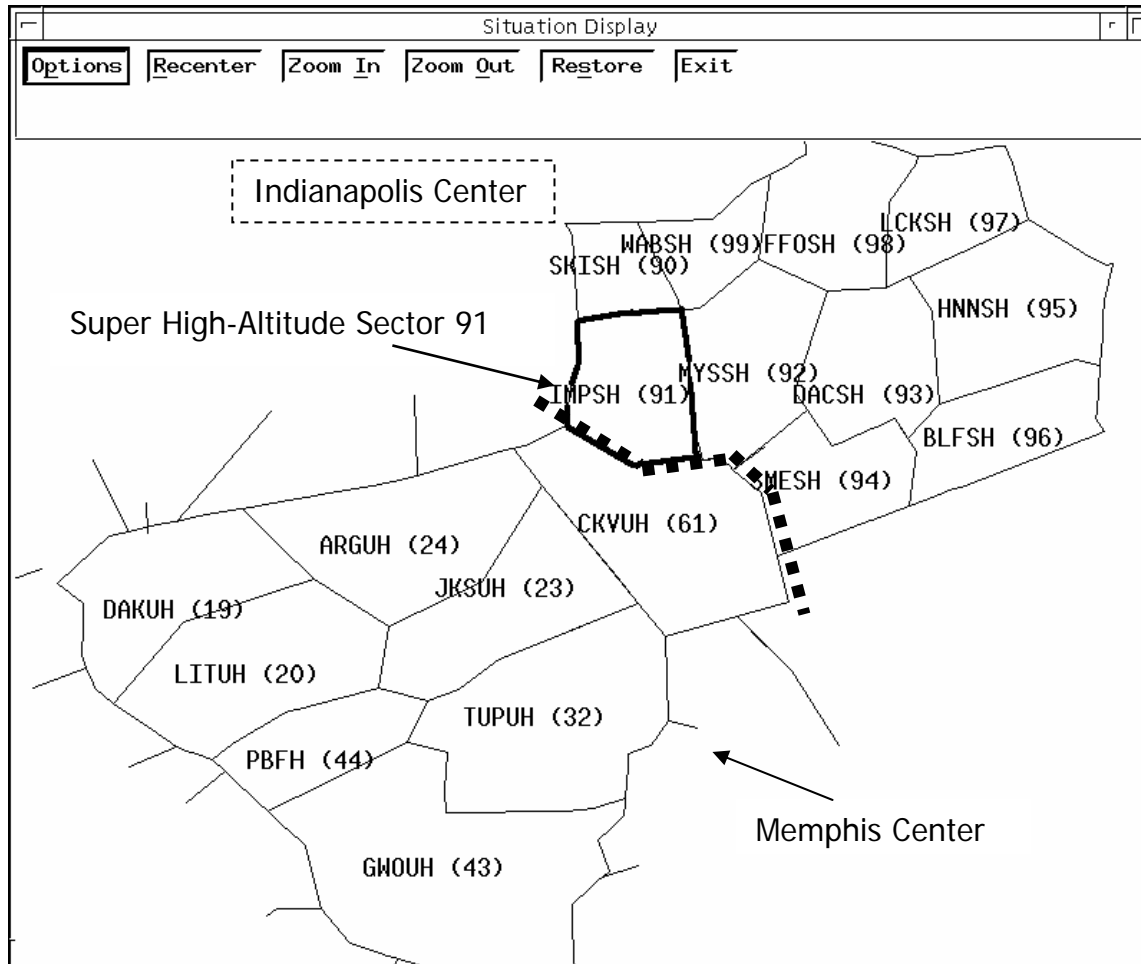 Situation Display
Options Recenter Zoom In Zoom Out Restore Exit
Indianapolis Center
LCKSH (97)
WABSH (99)
FFOSH (98)
SKISH (90)
HNNSH (95)
Super High-Altitude Sector 91
MYSSH (92)
IMPSH (91)
DACSH (93)
BLFSH (96)
SMESH (94)
CKVUH (61)
ARGUH (24)
JKSUH (23)
DAKUH (19)
LITUH (20)
TUPUH (32)
PBFH (44)
Memphis Center
GWOUH (43)